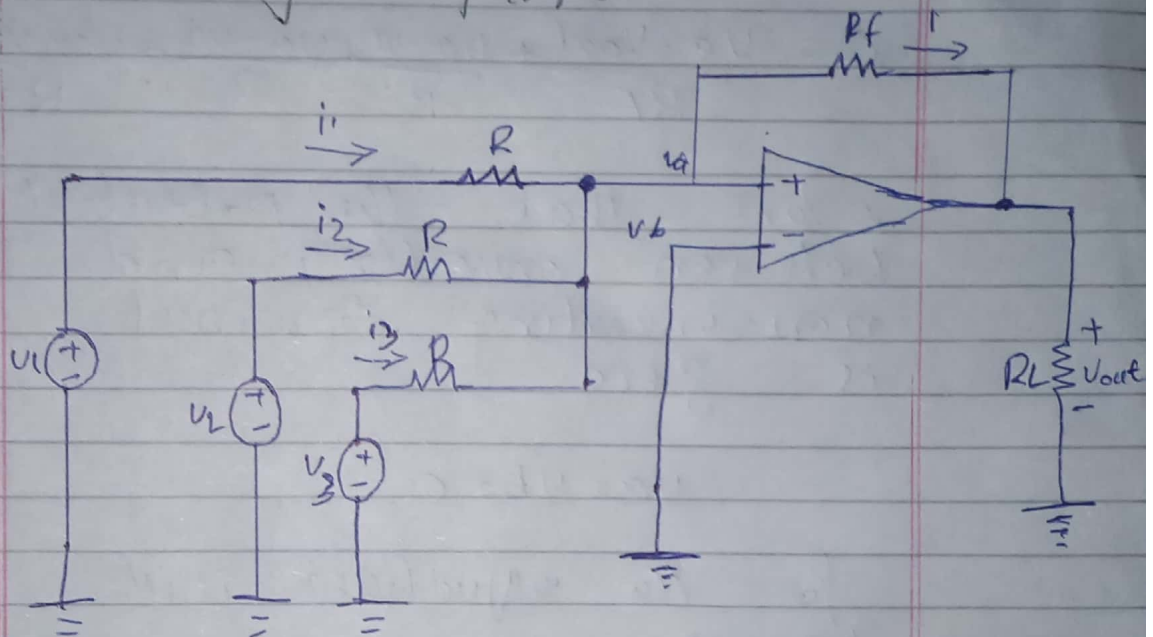 Rf i
i1
R
va
+
i2
R
vb
-
i3
R
v1 + -
+
RL Vout
-
v2 + -
v3 + -